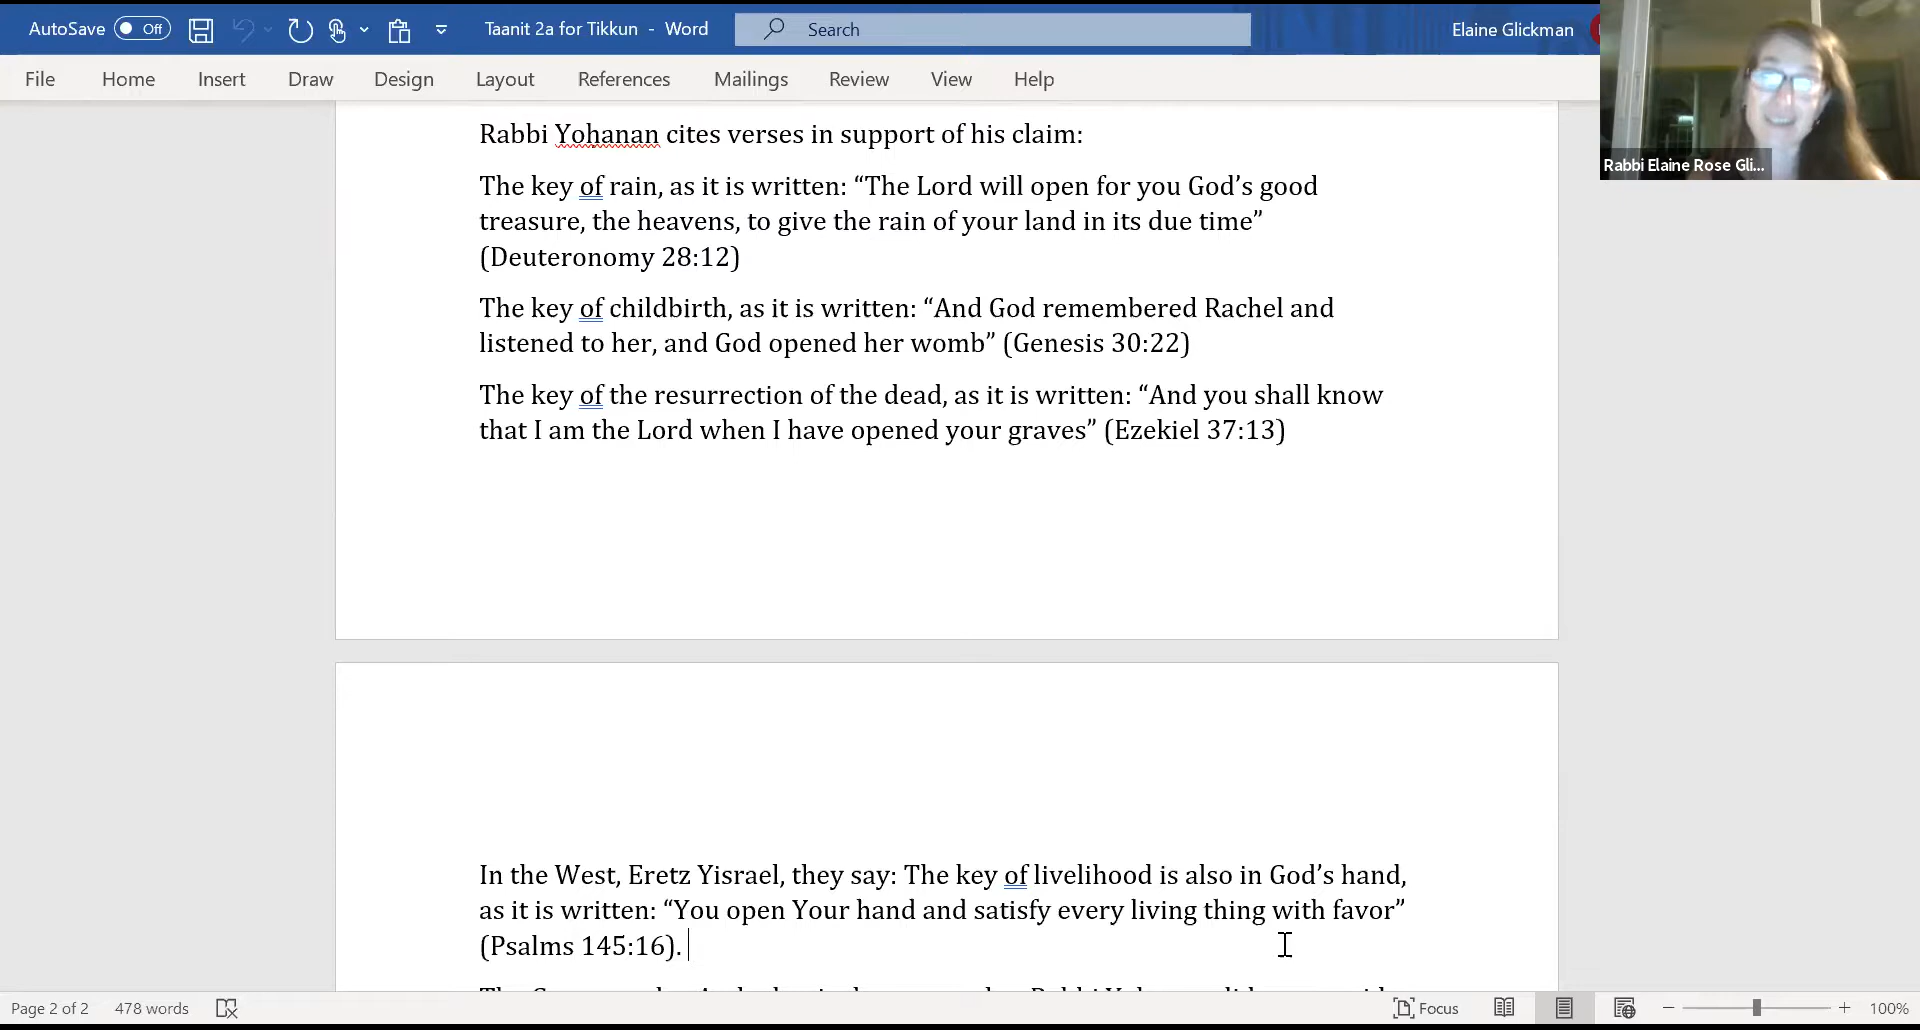 AutoSave Off Taanit 2a for Tikkun - Word Search Elaine Glickman
File Home Insert Draw Design Layout References Mailings Review View Help
Rabbi Elaine Rose Gli...
Rabbi Yohanan cites verses in support of his claim:
The key of rain, as it is written: “The Lord will open for you God’s good
treasure, the heavens, to give the rain of your land in its due time”
(Deuteronomy 28:12)
The key of childbirth, as it is written: “And God remembered Rachel and
listened to her, and God opened her womb” (Genesis 30:22)
The key of the resurrection of the dead, as it is written: “And you shall know
that I am the Lord when I have opened your graves” (Ezekiel 37:13)
In the West, Eretz Yisrael, they say: The key of livelihood is also in God’s hand,
as it is written: “You open Your hand and satisfy every living thing with favor”
(Psalms 145:16).
Page 2 of 2 478 words Focus 100%